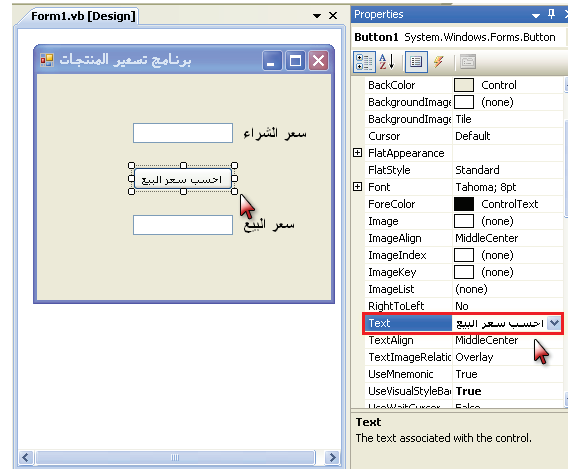 Form1.vb [Design]
برنامج تسعير المنتجات
سعر الشراء
احسب سعر البيع
سعر البيع
Properties
Button1 System.Windows.Forms.Button
BackColor Control
BackgroundImage (none)
BackgroundImage Tile
Cursor Default
FlatAppearance
FlatStyle Standard
Font Tahoma; 8pt
ForeColor ControlText
Image (none)
ImageAlign MiddleCenter
ImageIndex (none)
ImageKey (none)
ImageList (none)
RightToLeft No
Text احسب سعر البيع
TextAlign MiddleCenter
TextImageRelatic Overlay
UseMnemonic True
UseVisualStyleBa True
UseWaitCursor False
Text
The text associated with the control.